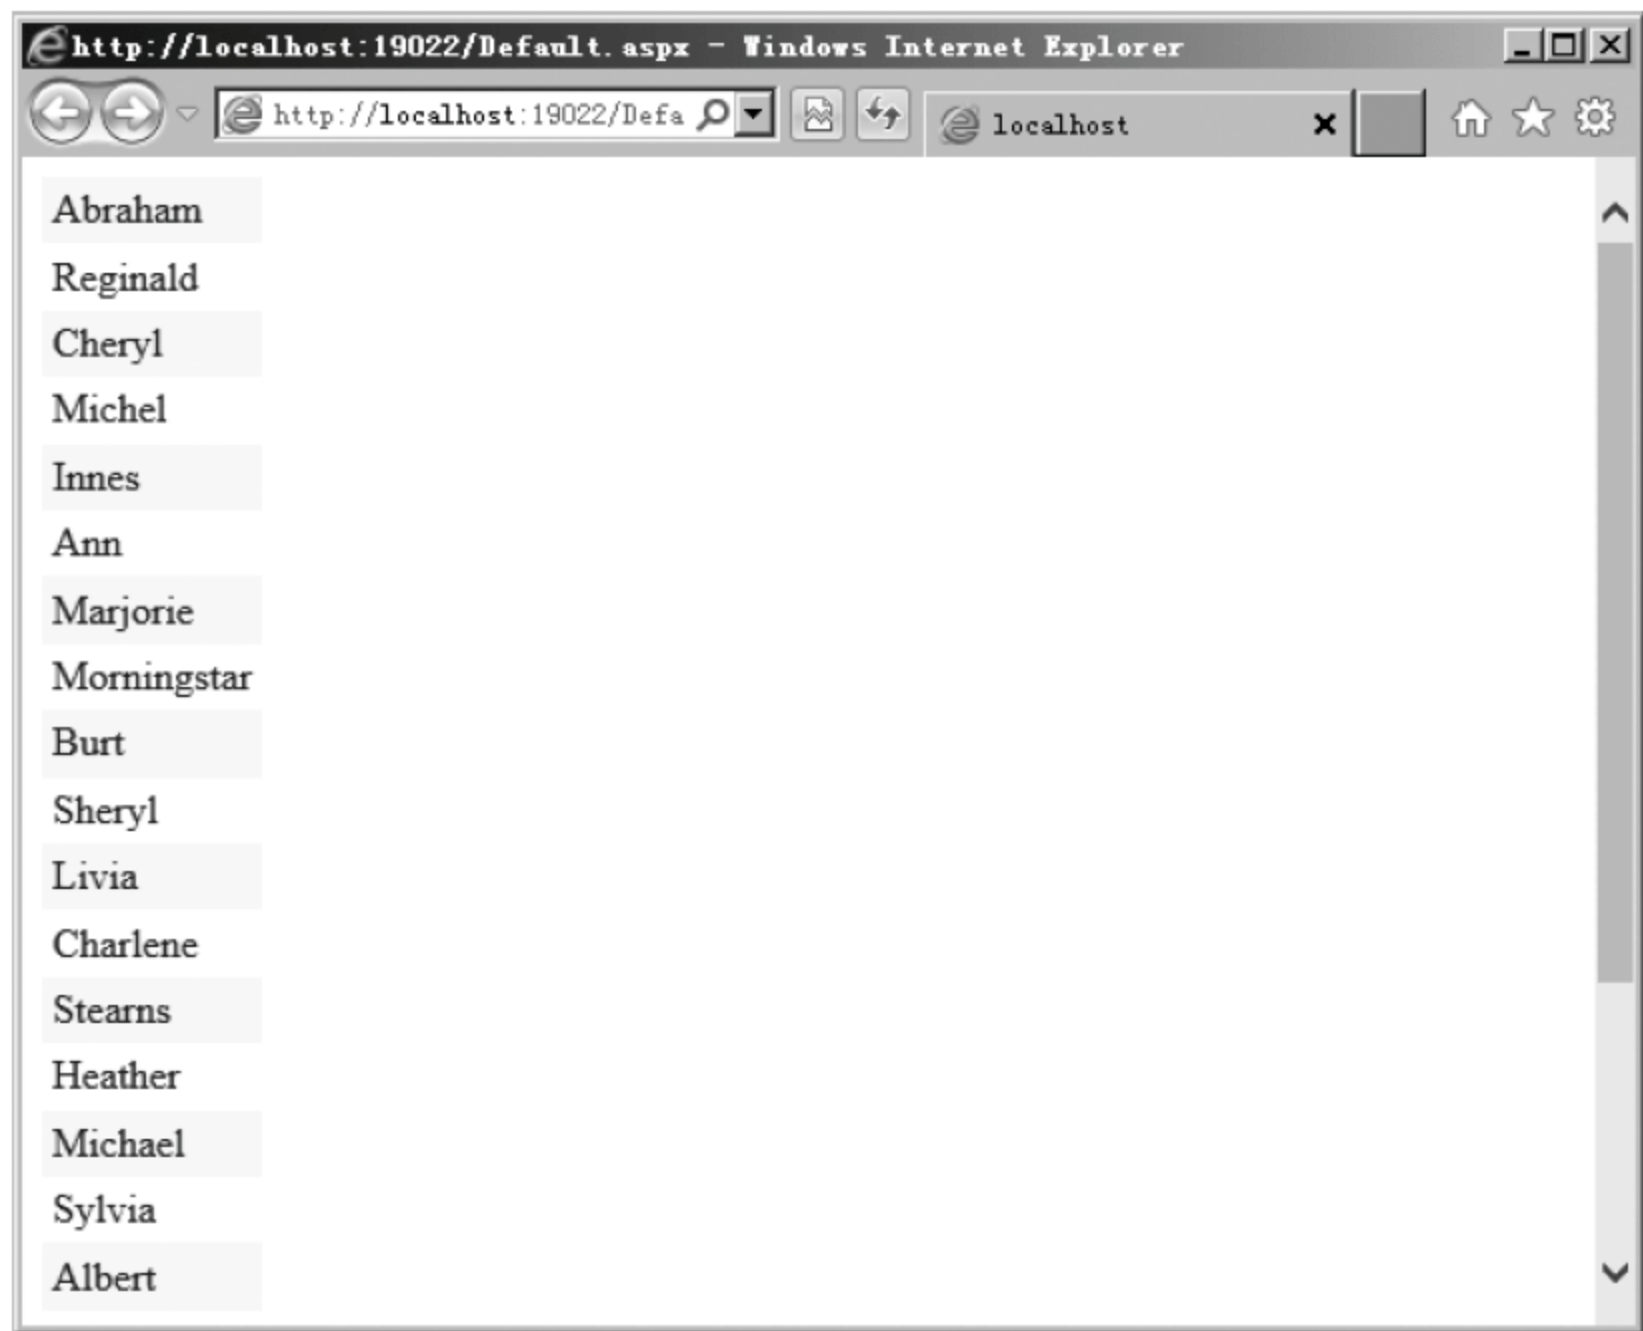 http://localhost:19022/Default.aspx - Windows Internet Explorer
http://localhost:19022/Defa
localhost
Abraham
Reginald
Cheryl
Michel
Innes
Ann
Marjorie
Morningstar
Burt
Sheryl
Livia
Charlene
Stearns
Heather
Michael
Sylvia
Albert